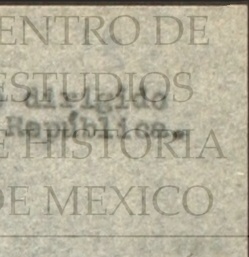 ENTRO DE
ESTUDIOS
dirigido
República.
E HISTORIA
DE MEXICO